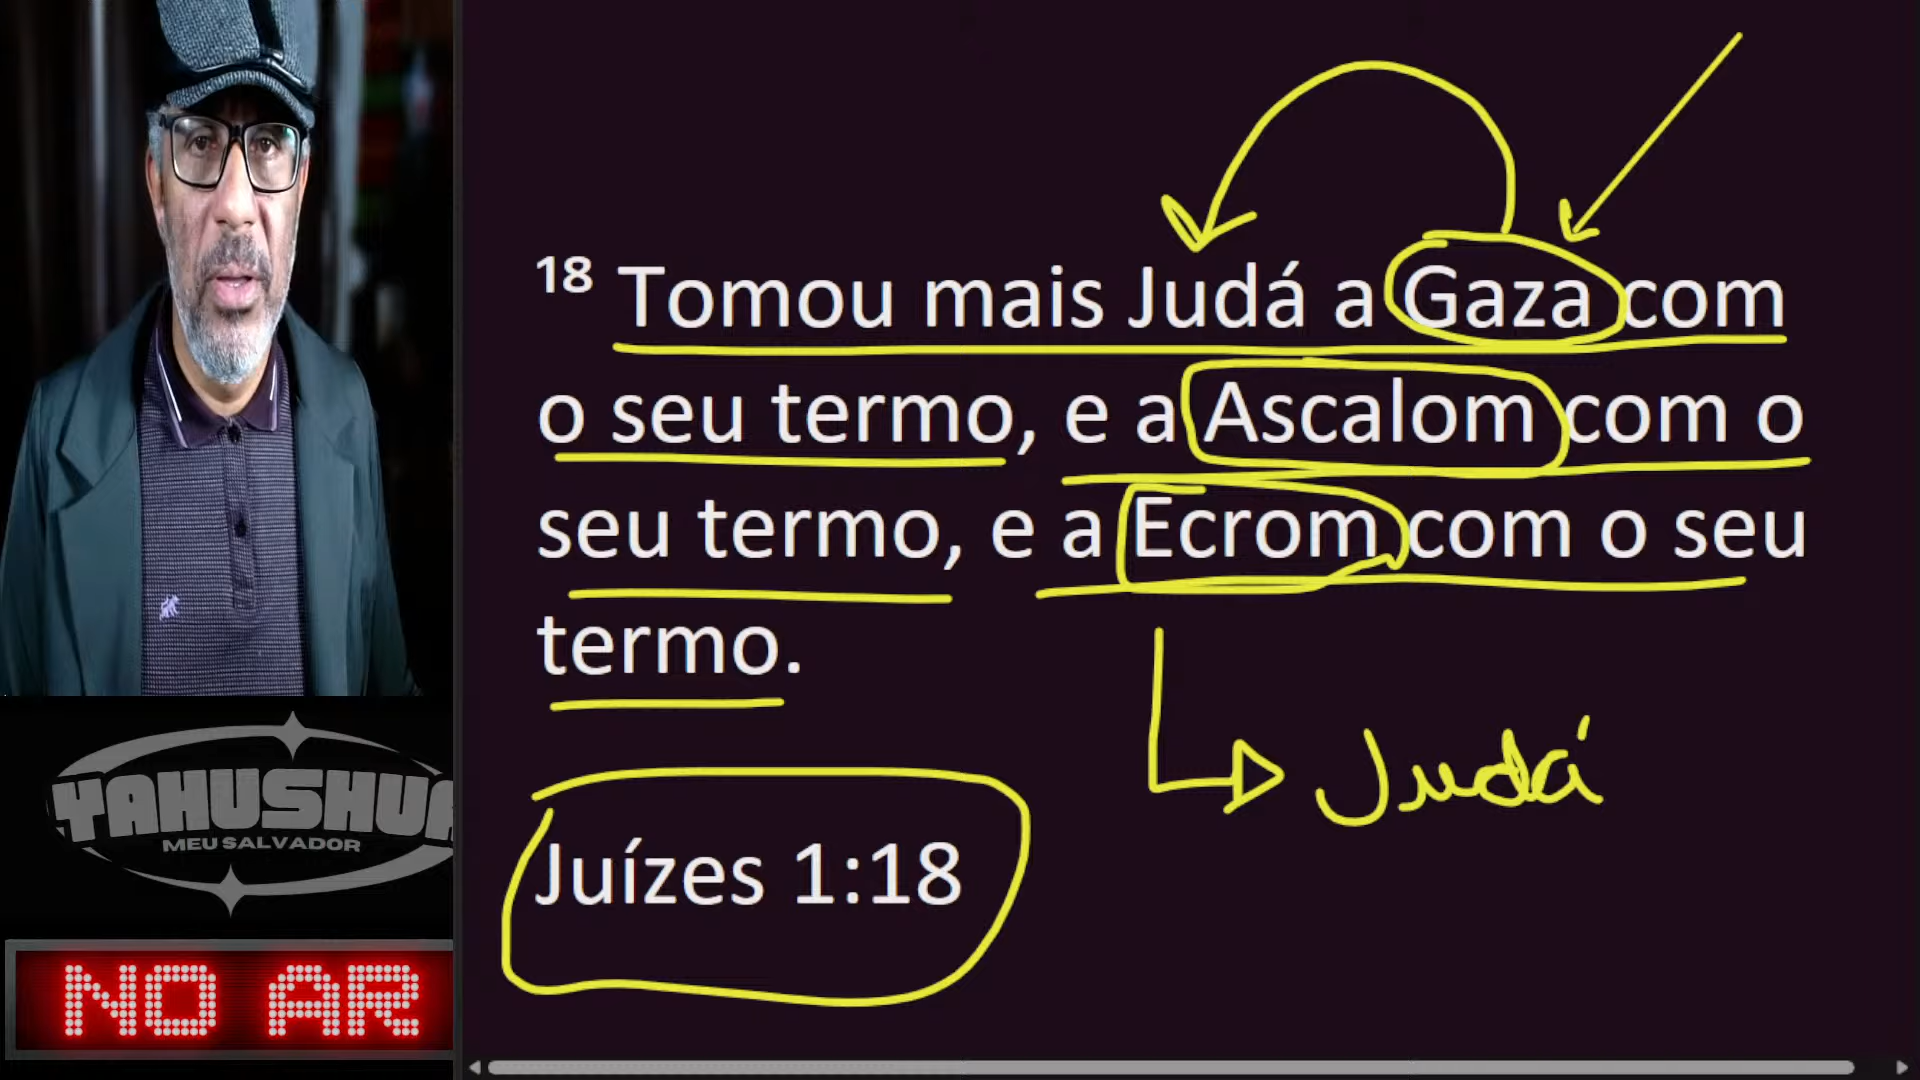 18 Tomou mais Judá a Gaza com
o seu termo, e a Ascalom com o
seu termo, e a Ecrom com o seu
termo.
Judá
Juízes 1:18
YAHUSHUA
MEU SALVADOR
NO AR